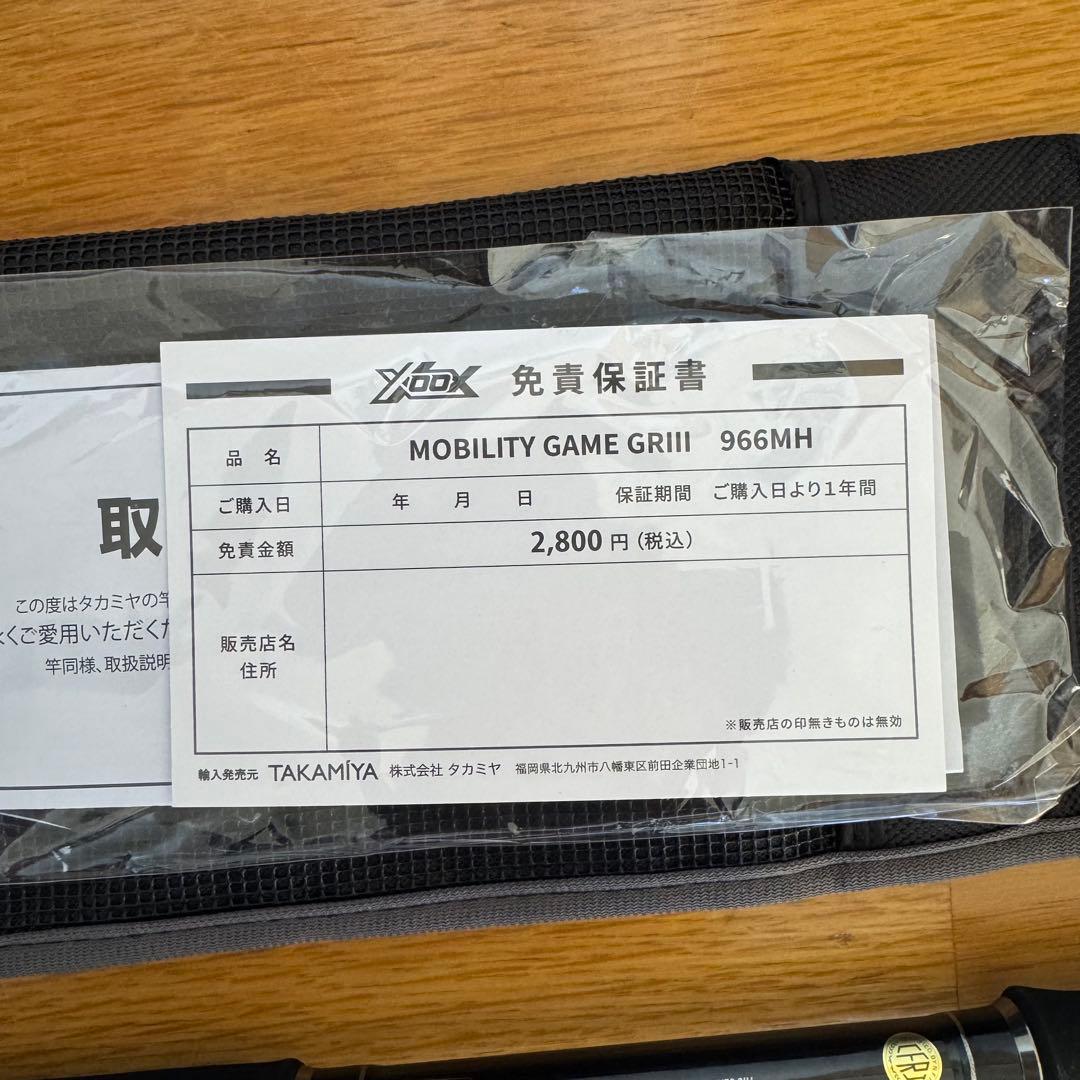 XOOX 免責保証書
品 名 MOBILITY GAME GRIII 966MH
ご購入日 年 月 日 保証期間 ご購入日より1年間
免責金額 2,800 円(税込)
販売店名
住所
※販売店の印無きものは無効
輸入発売元 TAKAMIYA 株式会社 タカミヤ 福岡県北九州市八幡東区前田企業団地1-1
取
この度はタカミヤの竿
くご愛用いただくた
竿同様、取扱説明